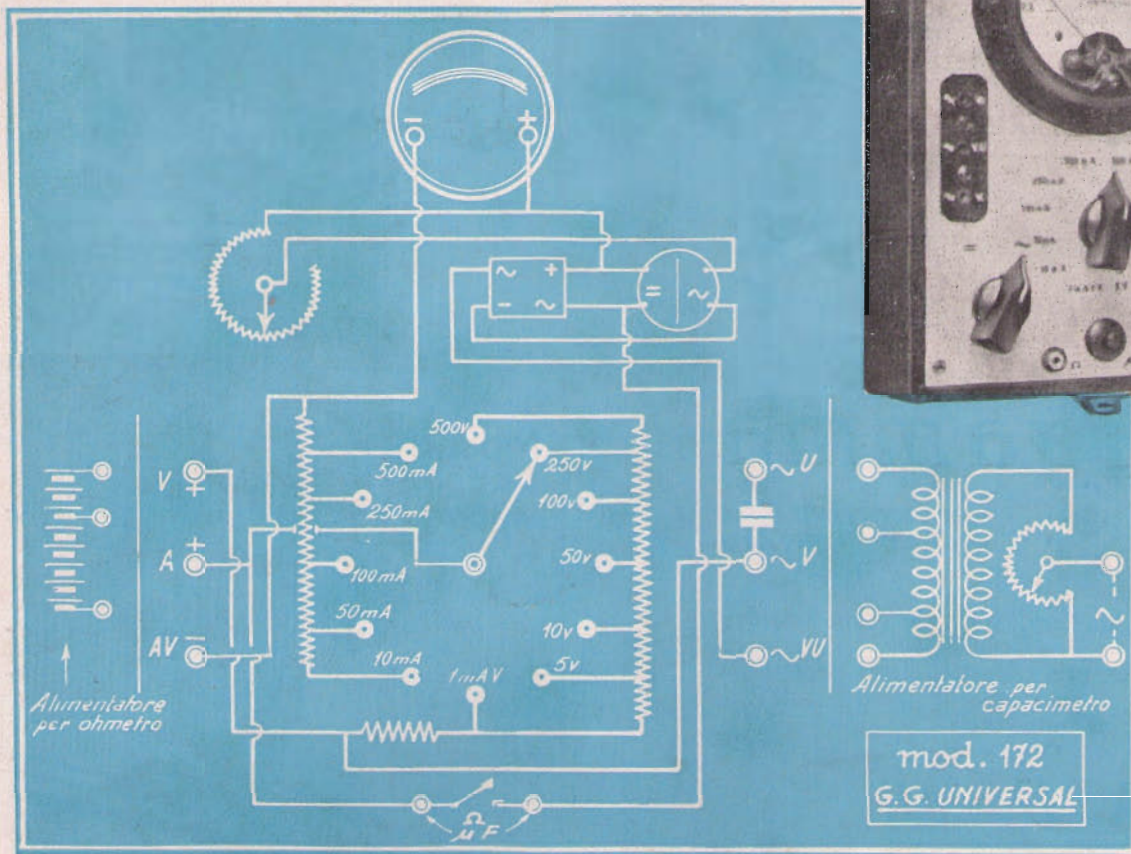 − +
∼ +
− ∼
= ∼
500v
500mA
250v
250mA
100v
V +
A +
100mA
50v
50mA
10v
10mA
1mAV
5v
AV −
∼U
∼V
∼VU
∼
Alimentatore
per ohmetro
Alimentatore per
capacimetro
Ω
µF
mod. 172
G.G. UNIVERSAL
= ∼
Ω